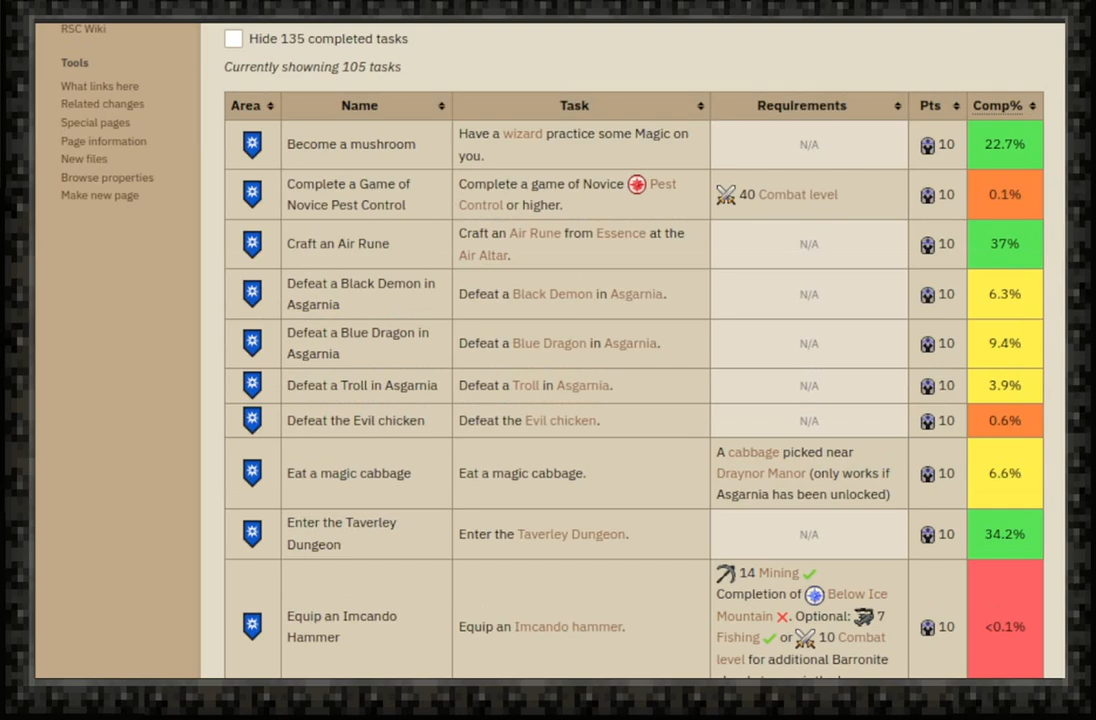 RSC Wiki
Tools
What links here
Related changes
Special pages
Page information
New files
Browse properties
Make new page
Hide 135 completed tasks
Currently showning 105 tasks
Area Name Task Requirements Pts Comp%
Become a mushroom
Have a wizard practice some Magic on
you.
N/A
10
22.7%
Complete a Game of
Novice Pest Control
Complete a game of Novice Pest
Control or higher.
40 Combat level
10
0.1%
Craft an Air Rune
Craft an Air Rune from Essence at the
Air Altar.
N/A
10
37%
Defeat a Black Demon in
Asgarnia
Defeat a Black Demon in Asgarnia.
N/A
10
6.3%
Defeat a Blue Dragon in
Asgarnia
Defeat a Blue Dragon in Asgarnia.
N/A
10
9.4%
Defeat a Troll in Asgarnia
Defeat a Troll in Asgarnia.
N/A
10
3.9%
Defeat the Evil chicken
Defeat the Evil chicken.
N/A
10
0.6%
Eat a magic cabbage
Eat a magic cabbage.
A cabbage picked near
Draynor Manor (only works if
Asgarnia has been unlocked)
10
6.6%
Enter the Taverley
Dungeon
Enter the Taverley Dungeon.
N/A
10
34.2%
Equip an Imcando
Hammer
Equip an Imcando hammer.
14 Mining
Completion of Below Ice
Mountain . Optional: 7
Fishing or 10 Combat
level for additional Barronite
10
<0.1%